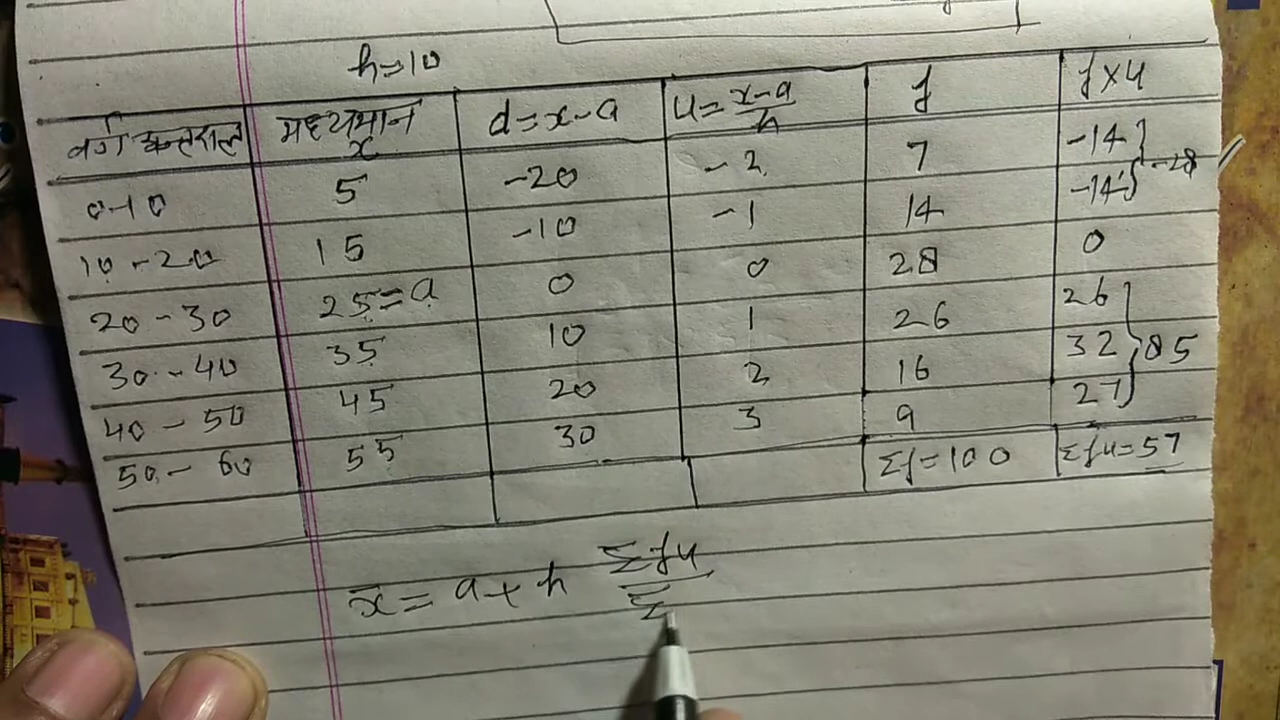 h=10
वर्ग अन्तराल मध्यमान x d=x-a u=x-a/h f f×u
0-10 5 -20 -2 7 -14
10-20 15 -10 -1 14 -14 -28
20-30 25=a 0 0 28 0
30-40 35 10 1 26 26
40-50 45 20 2 16 32 85
50-60 55 30 3 9 27
Σf=100 Σfu=57
x̄= a+h Σfu/Σ